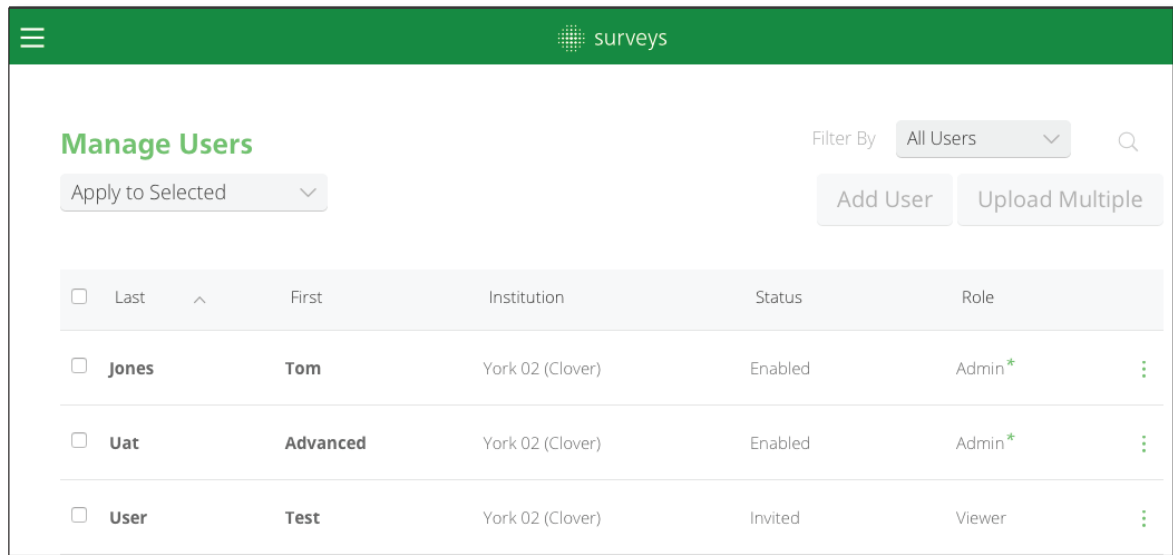 surveys
Manage Users
Filter By All Users
Apply to Selected
Add User Upload Multiple
Last First Institution Status Role
Jones Tom York 02 (Clover) Enabled Admin*
Uat Advanced York 02 (Clover) Enabled Admin*
User Test York 02 (Clover) Invited Viewer